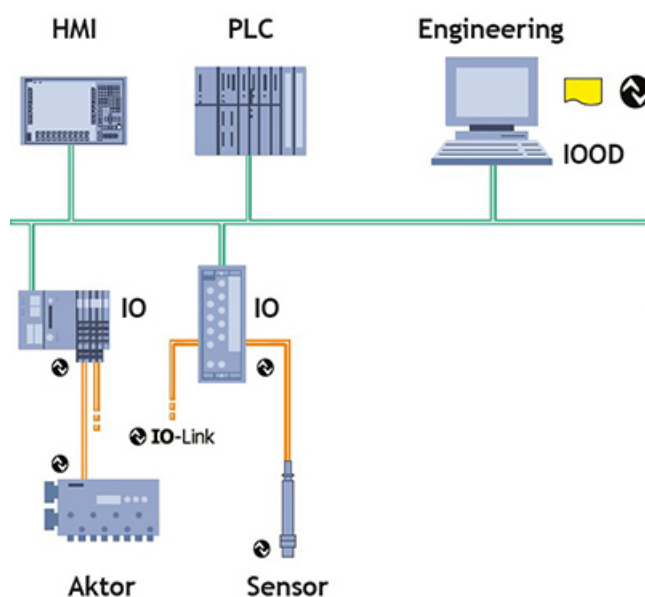 HMI
PLC
Engineering
IOOD
IO
IO
IO-Link
Aktor
Sensor